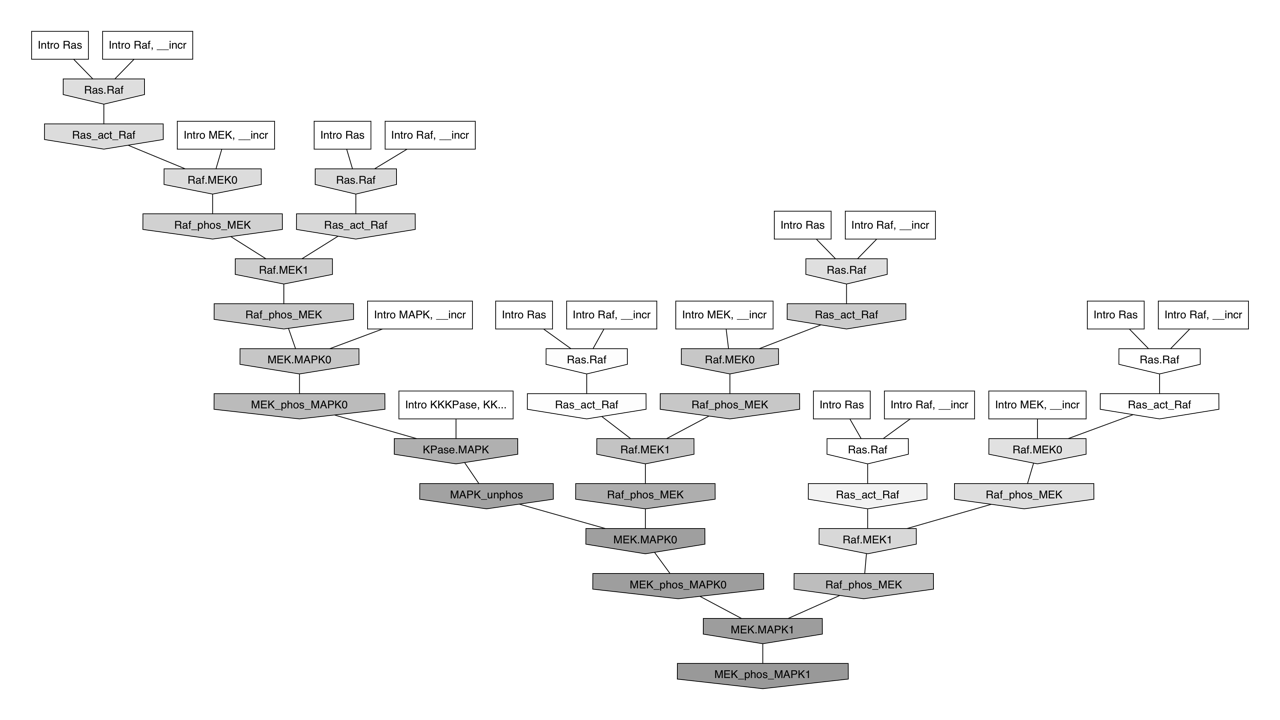 Intro Ras
Intro Raf, __incr
Ras.Raf
Ras_act_Raf
Intro MEK, __incr
Intro Ras
Intro Raf, __incr
Raf.MEK0
Ras.Raf
Raf_phos_MEK
Ras_act_Raf
Intro Ras
Intro Raf, __incr
Raf.MEK1
Ras.Raf
Raf_phos_MEK
Intro MAPK, __incr
Intro Ras
Intro Raf, __incr
Intro MEK, __incr
Ras_act_Raf
Intro Ras
Intro Raf, __incr
MEK.MAPK0
Ras.Raf
Raf.MEK0
Ras.Raf
MEK_phos_MAPK0
Intro KKKPase, KK...
Ras_act_Raf
Raf_phos_MEK
Intro Ras
Intro Raf, __incr
Intro MEK, __incr
Ras_act_Raf
KPase.MAPK
Raf.MEK1
Ras.Raf
Raf.MEK0
MAPK_unphos
Raf_phos_MEK
Ras_act_Raf
Raf_phos_MEK
MEK.MAPK0
Raf.MEK1
MEK_phos_MAPK0
Raf_phos_MEK
MEK.MAPK1
MEK_phos_MAPK1